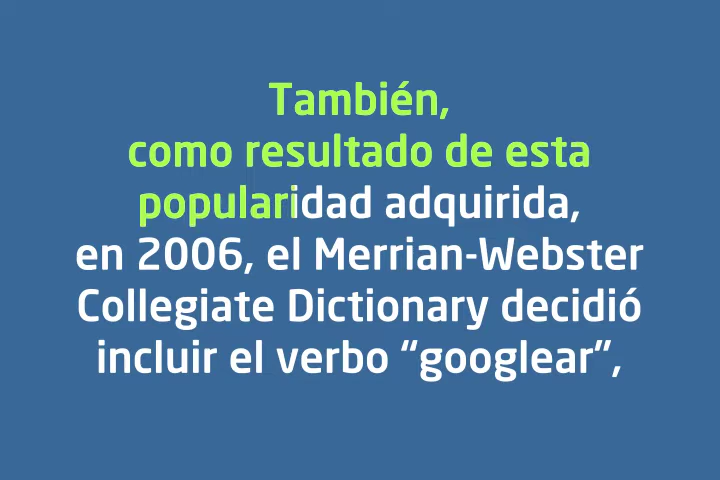 También,
como resultado de esta
popularidad adquirida,
en 2006, el Merrian-Webster
Collegiate Dictionary decidió
incluir el verbo “googlear”,